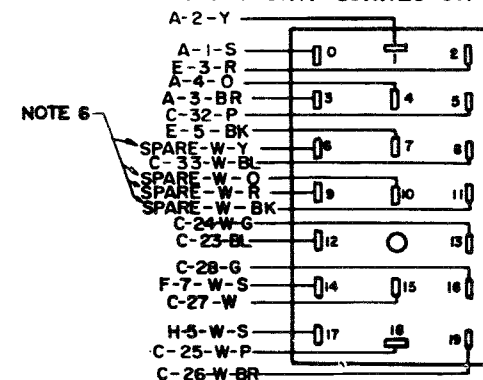 A-2-Y
A-1-S 0 1 2
E-3-R
A-4-O
A-3-BR 3 4 5
C-32-P
NOTE 6
E-5-BK
SPARE-W-Y 6 7 8
C-33-W-BL
SPARE-W-O
SPARE-W-R 9 10 11
SPARE-W-BK
C-24-W-G
C-23-BL 12 13
C-28-G
F-7-W-S 14 15 16
C-27-W
H-5-W-S 17 18 19
C-25-W-P
C-26-W-BR